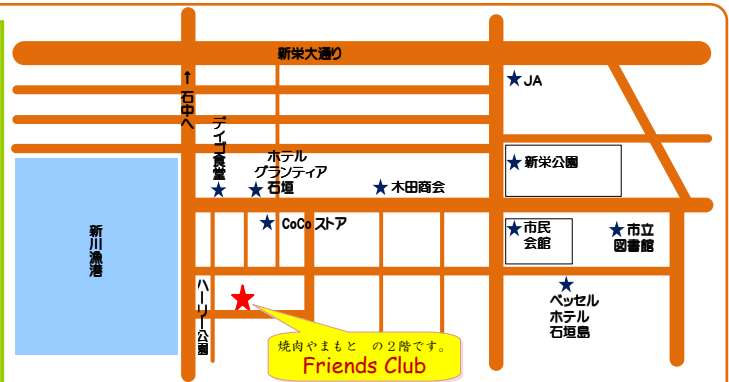 新栄大通り
↑石中へ
★JA
デイゴ食堂
ホテル
グランティア
★石垣
★木田商会
★新栄公園
★CoCoストア
★市民
会館
★市立
図書館
新川漁港
ハーリー公園
ベッセル
ホテル
石垣島
焼肉やまもと の2階です。
Friends Club